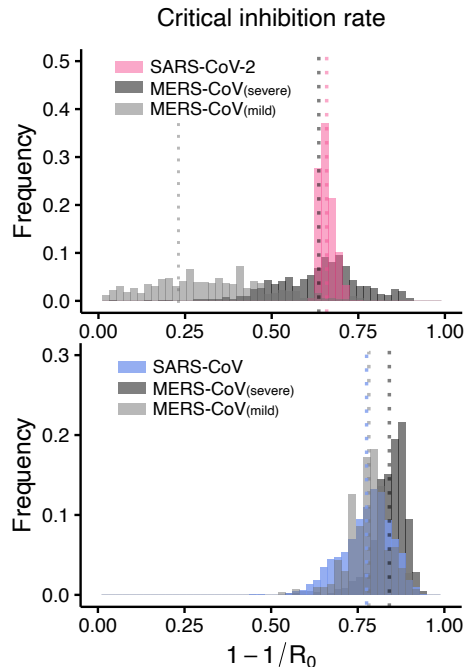 Critical inhibition rate
0.5
0.4
0.3
0.2
0.1
0.0
Frequency
SARS-CoV-2
MERS-CoV(severe)
MERS-CoV(mild)
0.00 0.25 0.50 0.75 1.00
0.3
0.2
0.1
0.0
Frequency
SARS-CoV
MERS-CoV(severe)
MERS-CoV(mild)
0.00 0.25 0.50 0.75 1.00
1 − 1/R0